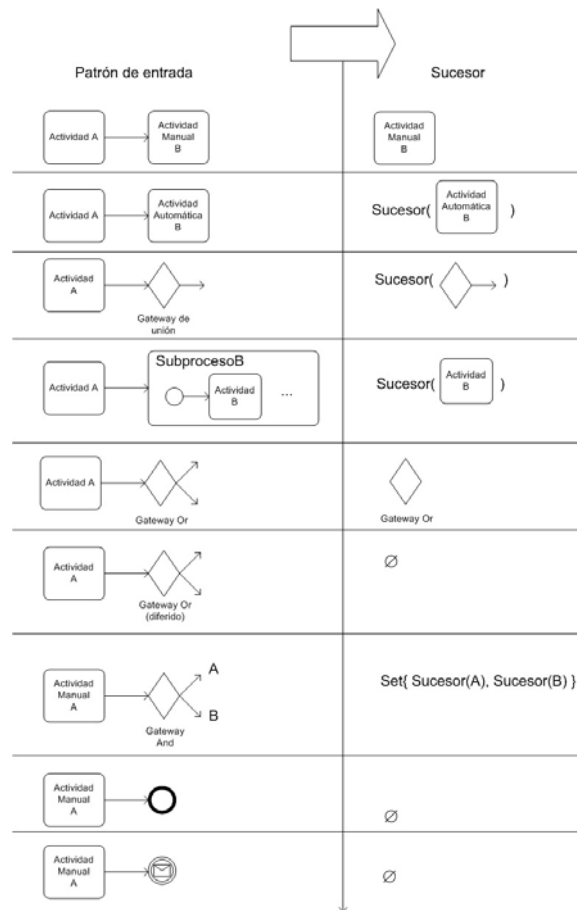 Patrón de entrada
Sucesor
Actividad A
Actividad
Manual
B
Actividad
Manual
B
Actividad A
Actividad
Automática
B
Sucesor(
Actividad
Automática
B
)
Actividad
A
Gateway de
unión
Sucesor(
)
Actividad A
SubprocesoB
Actividad
B
...
Sucesor(
Actividad
B
)
Actividad A
Gateway Or
Gateway Or
Actividad
A
Gateway Or
(diferido)
∅
Actividad
Manual
A
A
B
Gateway
And
Set{ Sucesor(A), Sucesor(B) }
Actividad
Manual
A
∅
Actividad
Manual
A
∅